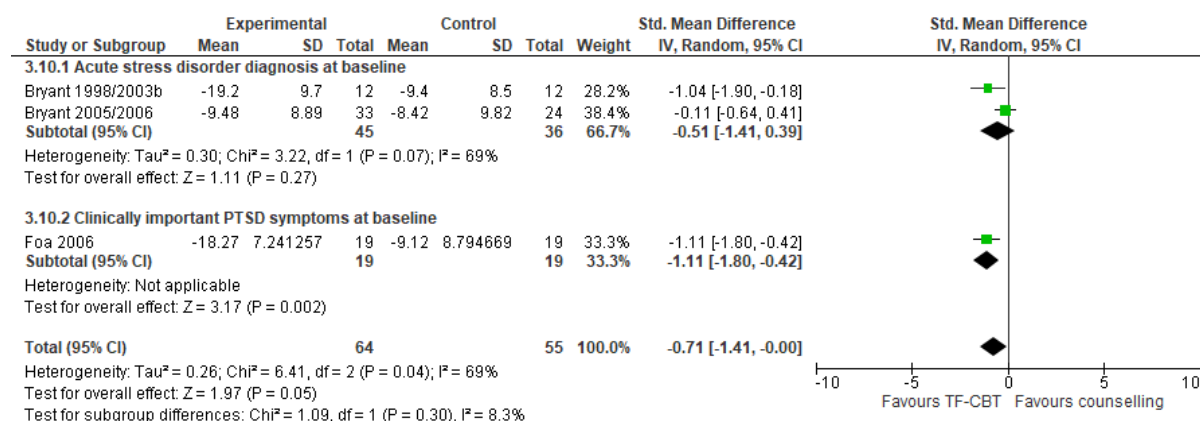 Experimental Control Std. Mean Difference Std. Mean Difference
Study or Subgroup Mean SD Total Mean SD Total Weight IV, Random, 95% CI IV, Random, 95% CI
3.10.1 Acute stress disorder diagnosis at baseline
Bryant 1998/2003b -19.2 9.7 12 -9.4 8.5 12 28.2% -1.04 [-1.90, -0.18]
Bryant 2005/2006 -9.48 8.89 33 -8.42 9.82 24 38.4% -0.11 [-0.64, 0.41]
Subtotal (95% CI) 45 36 66.7% -0.51 [-1.41, 0.39]
Heterogeneity: Tau² = 0.30; Chi² = 3.22, df = 1 (P = 0.07); I² = 69%
Test for overall effect: Z = 1.11 (P = 0.27)
3.10.2 Clinically important PTSD symptoms at baseline
Foa 2006 -18.27 7.241257 19 -9.12 8.794669 19 33.3% -1.11 [-1.80, -0.42]
Subtotal (95% CI) 19 19 33.3% -1.11 [-1.80, -0.42]
Heterogeneity: Not applicable
Test for overall effect: Z = 3.17 (P = 0.002)
Total (95% CI) 64 55 100.0% -0.71 [-1.41, -0.00]
Heterogeneity: Tau² = 0.26; Chi² = 6.41, df = 2 (P = 0.04); I² = 69%
Test for overall effect: Z = 1.97 (P = 0.05)
Test for subgroup differences: Chi² = 1.09, df = 1 (P = 0.30), I² = 8.3%
-10 -5 0 5 10
Favours TF-CBT Favours counselling